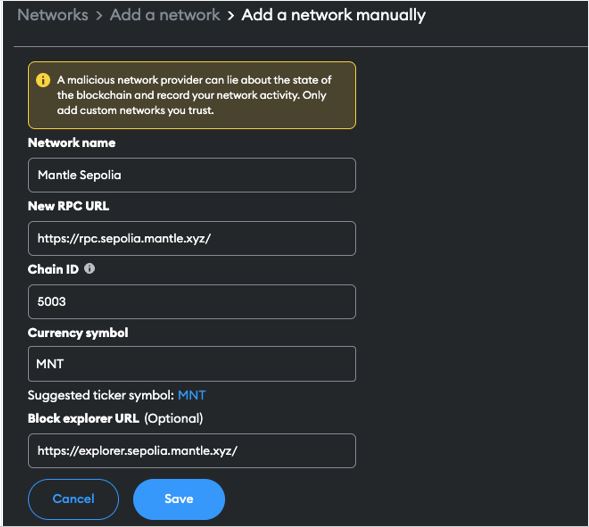 Networks > Add a network > Add a network manually
A malicious network provider can lie about the state of
the blockchain and record your network activity. Only
add custom networks you trust.
Network name
Mantle Sepolia
New RPC URL
https://rpc.sepolia.mantle.xyz/
Chain ID
5003
Currency symbol
MNT
Suggested ticker symbol: MNT
Block explorer URL (Optional)
https://explorer.sepolia.mantle.xyz/
Cancel
Save